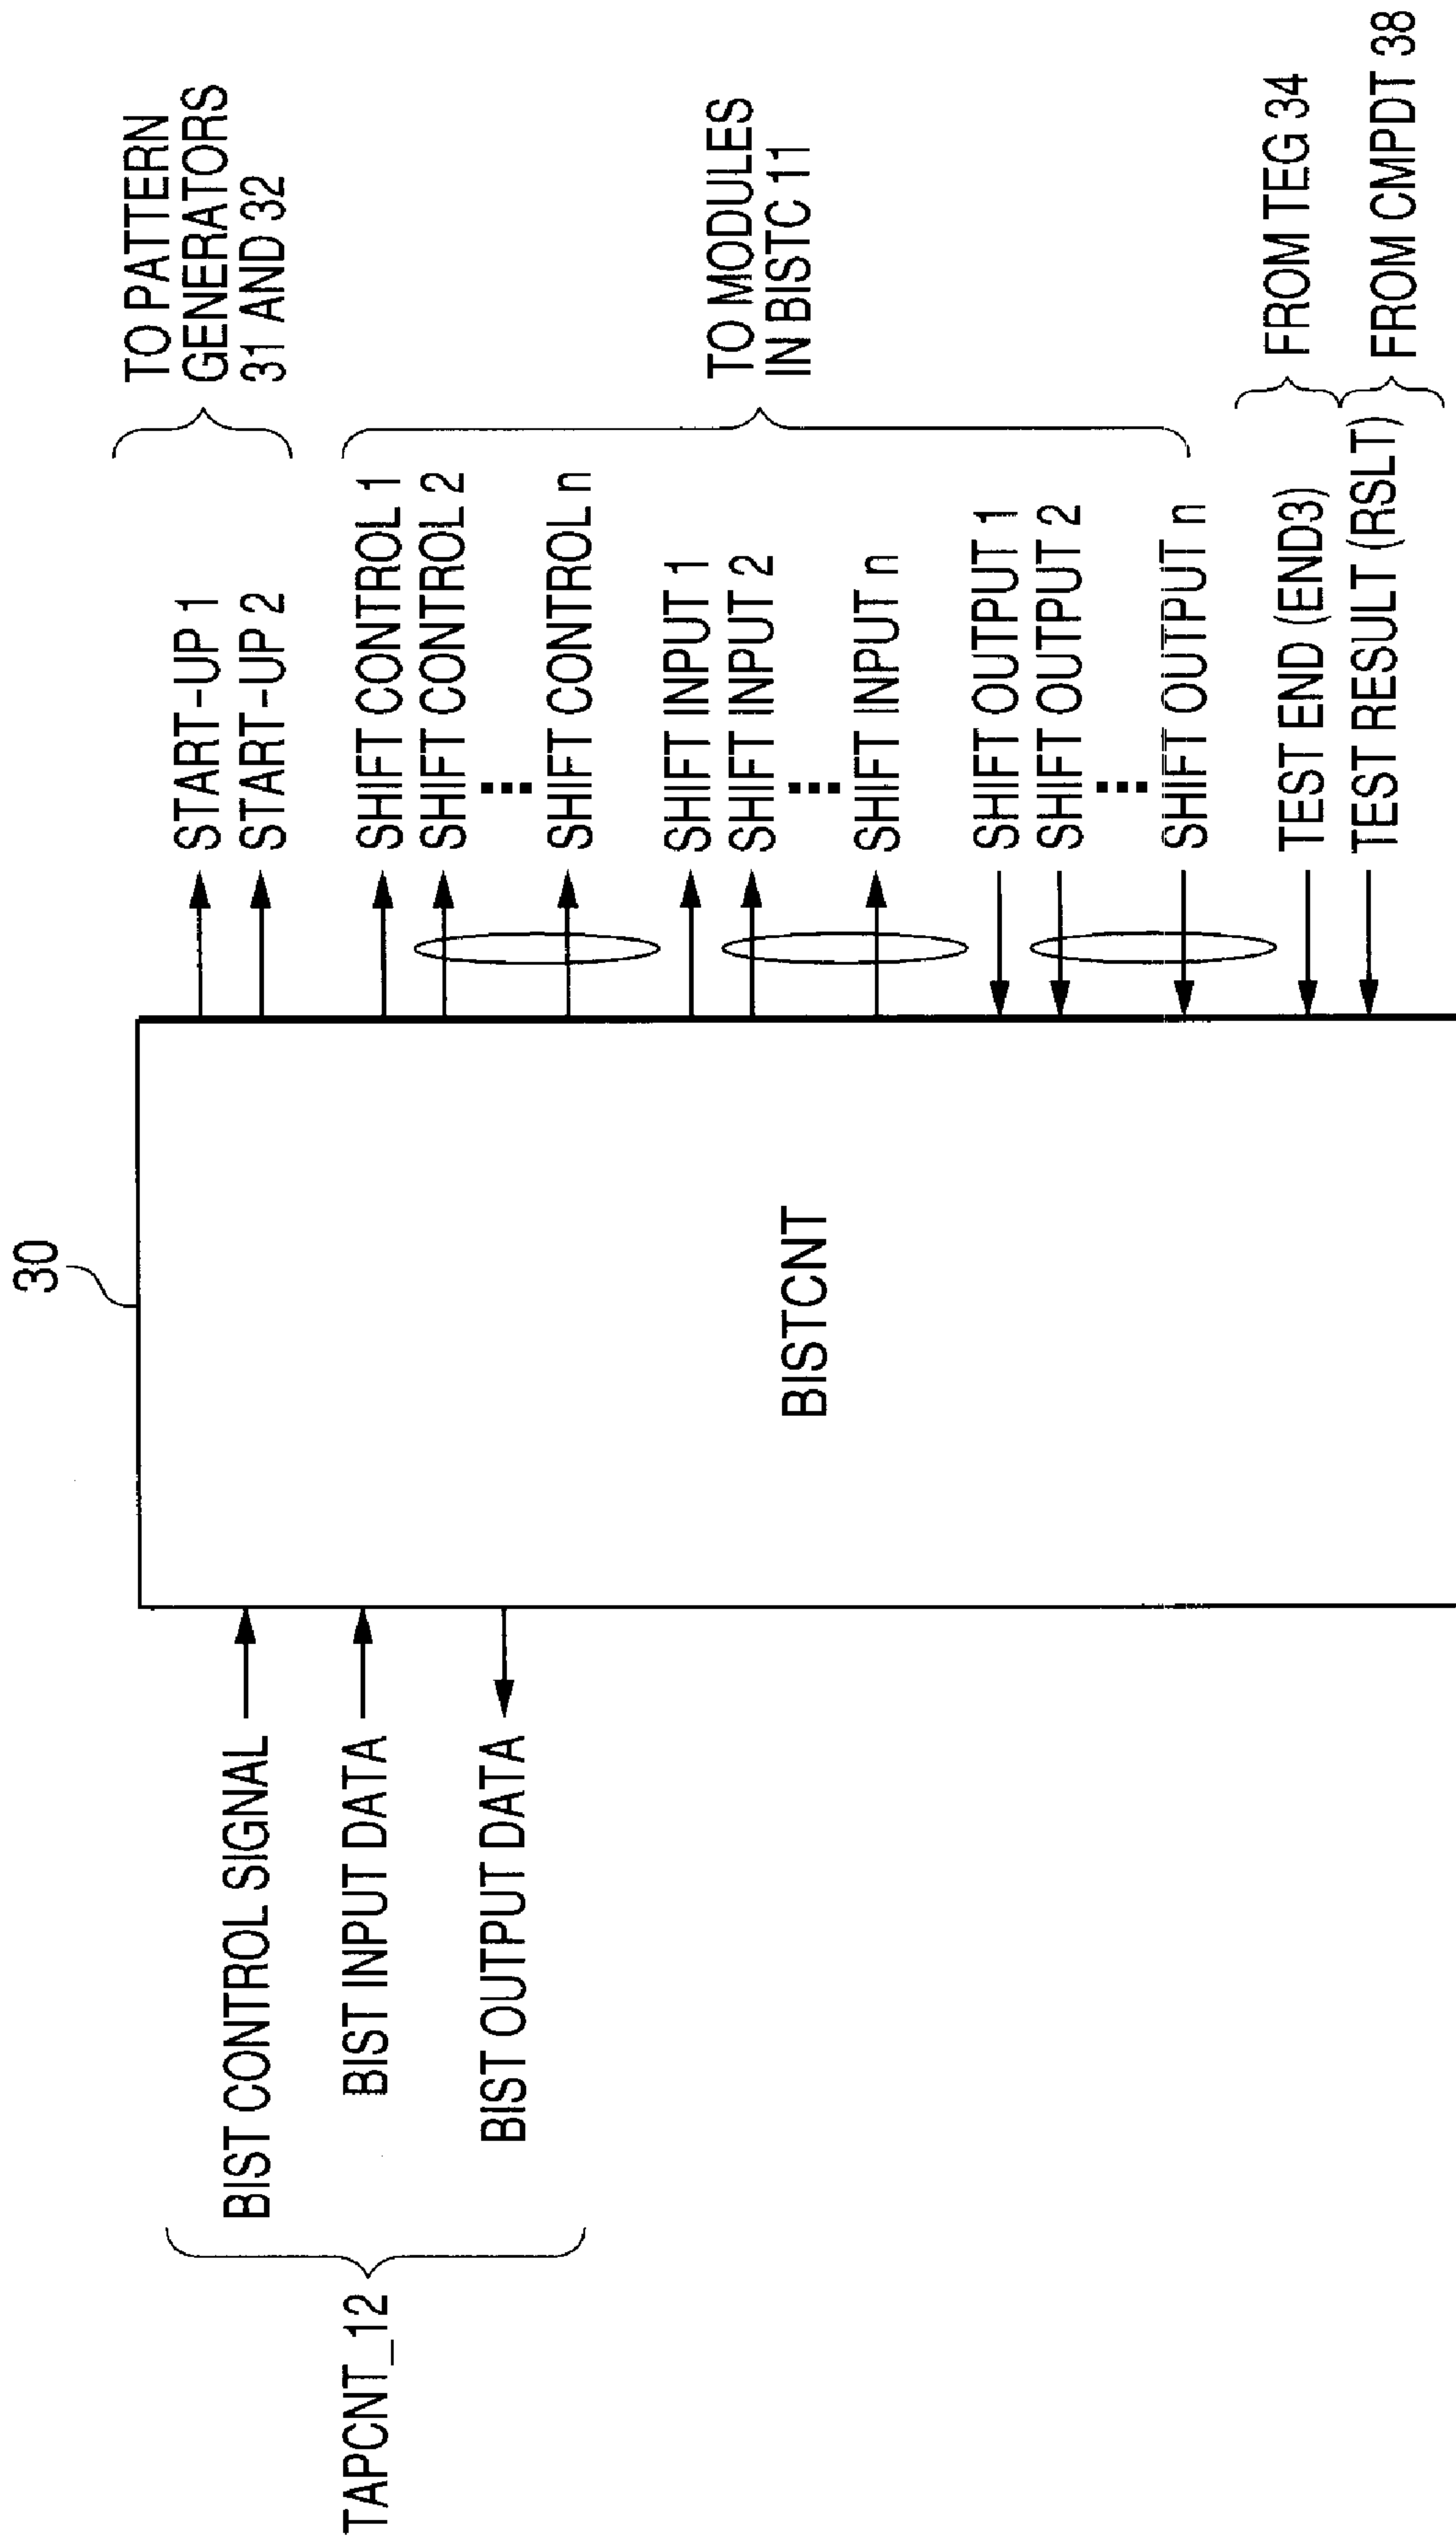 30
TAPCNT_12
BIST CONTROL SIGNAL
BIST INPUT DATA
BIST OUTPUT DATA
BISTCNT
START-UP 1
START-UP 2
TO PATTERN
GENERATORS
31 AND 32
SHIFT CONTROL 1
SHIFT CONTROL 2
SHIFT CONTROL n
SHIFT INPUT 1
SHIFT INPUT 2
SHIFT INPUT n
SHIFT OUTPUT 1
SHIFT OUTPUT 2
SHIFT OUTPUT n
TO MODULES
IN BISTC 11
TEST END (END3)
FROM TEG 34
TEST RESULT (RSLT)
FROM CMPDT 38